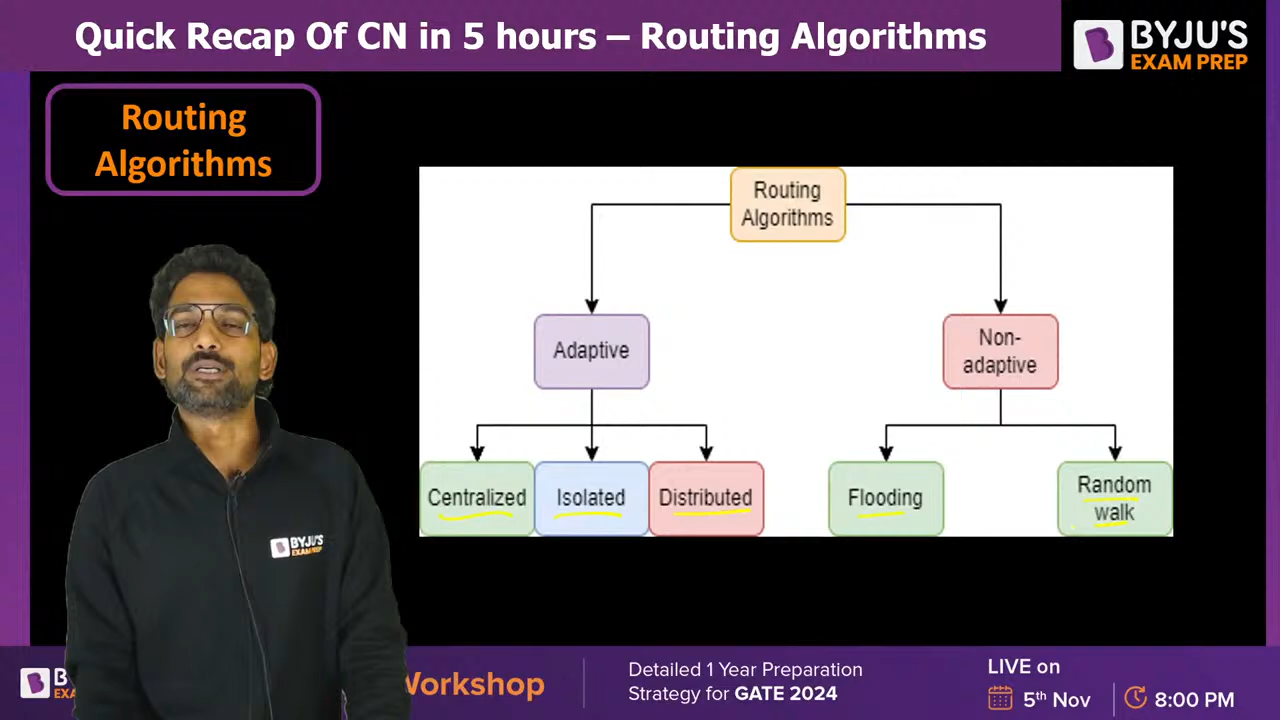 Quick Recap Of CN in 5 hours – Routing Algorithms
BYJU'S
EXAM PREP
Routing
Algorithms
Routing
Algorithms
Adaptive
Non-
adaptive
Centralized
Isolated
Distributed
Flooding
Random
walk
BYJU'S
EXAM PREP
BY
EXA
Workshop
Detailed 1 Year Preparation
Strategy for GATE 2024
LIVE on
5th Nov
8:00 PM